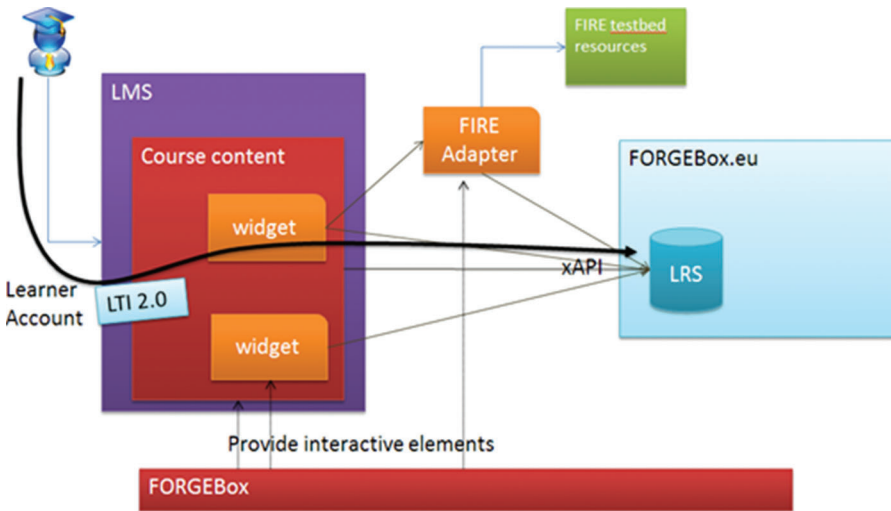 FIRE testbed
resources
LMS
FIRE
Adapter
Course content
FORGEBox.eu
widget
xAPI
LRS
Learner
Account
LTI 2.0
widget
Provide interactive elements
FORGEBox